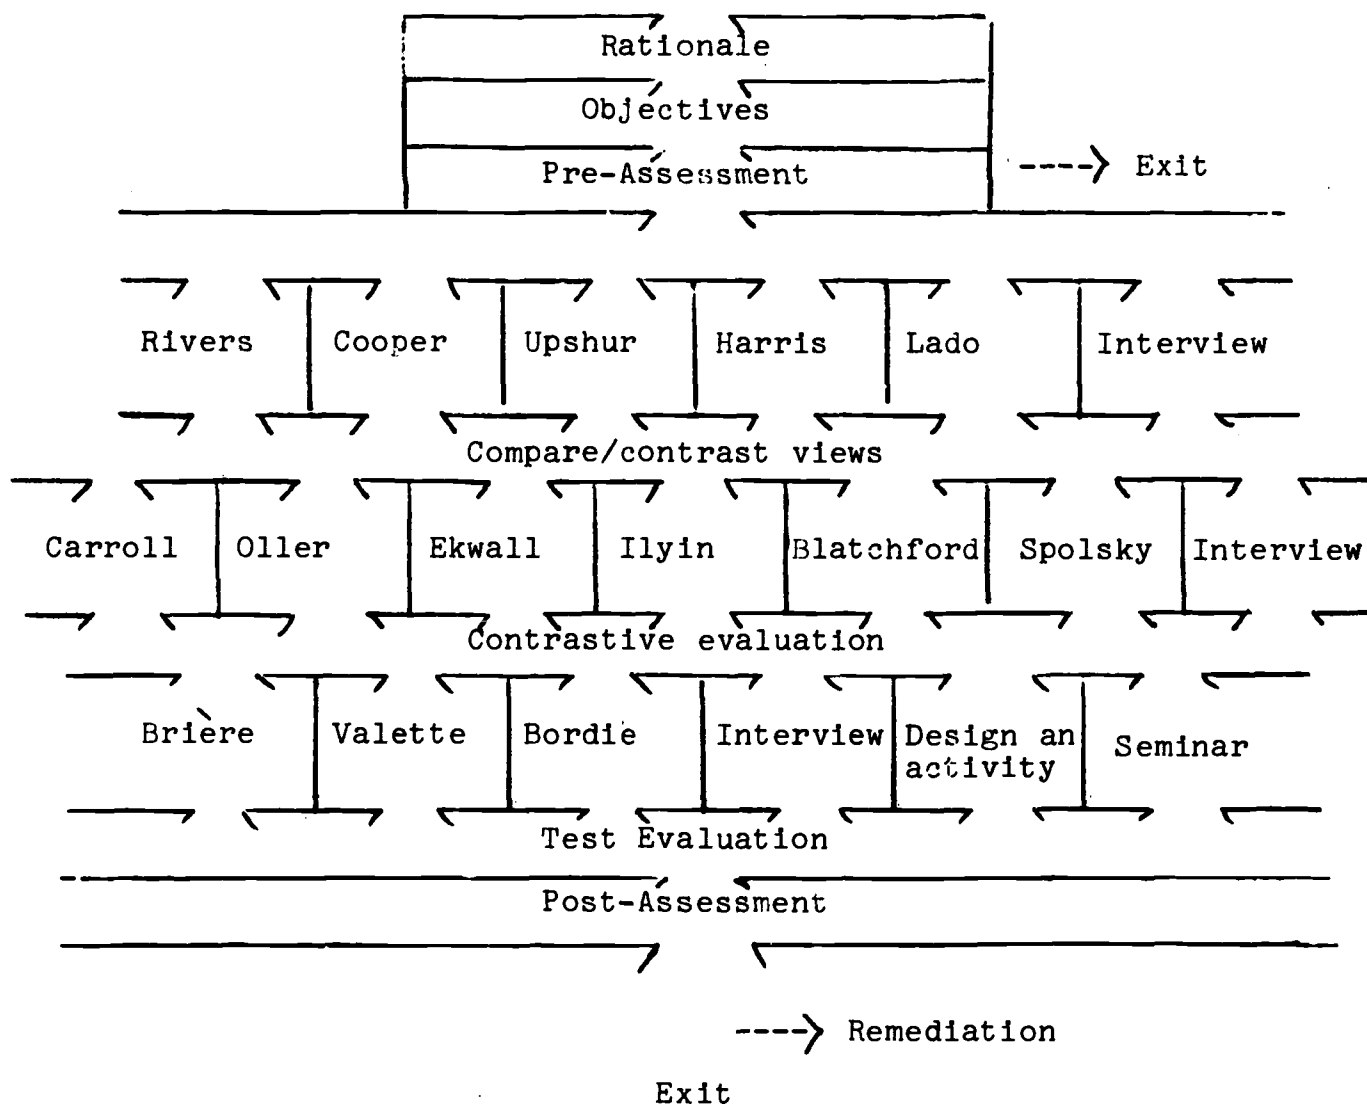 Rationale
Objectives
Pre-Assessment
----> Exit
Rivers Cooper Upshur Harris Lado Interview
Compare/contrast views
Carroll Oller Ekwall Ilyin Blatchford Spolsky Interview
Contrastive evaluation
Brière Valette Bordie Interview Design an activity Seminar
Test Evaluation
Post-Assessment
----> Remediation
Exit